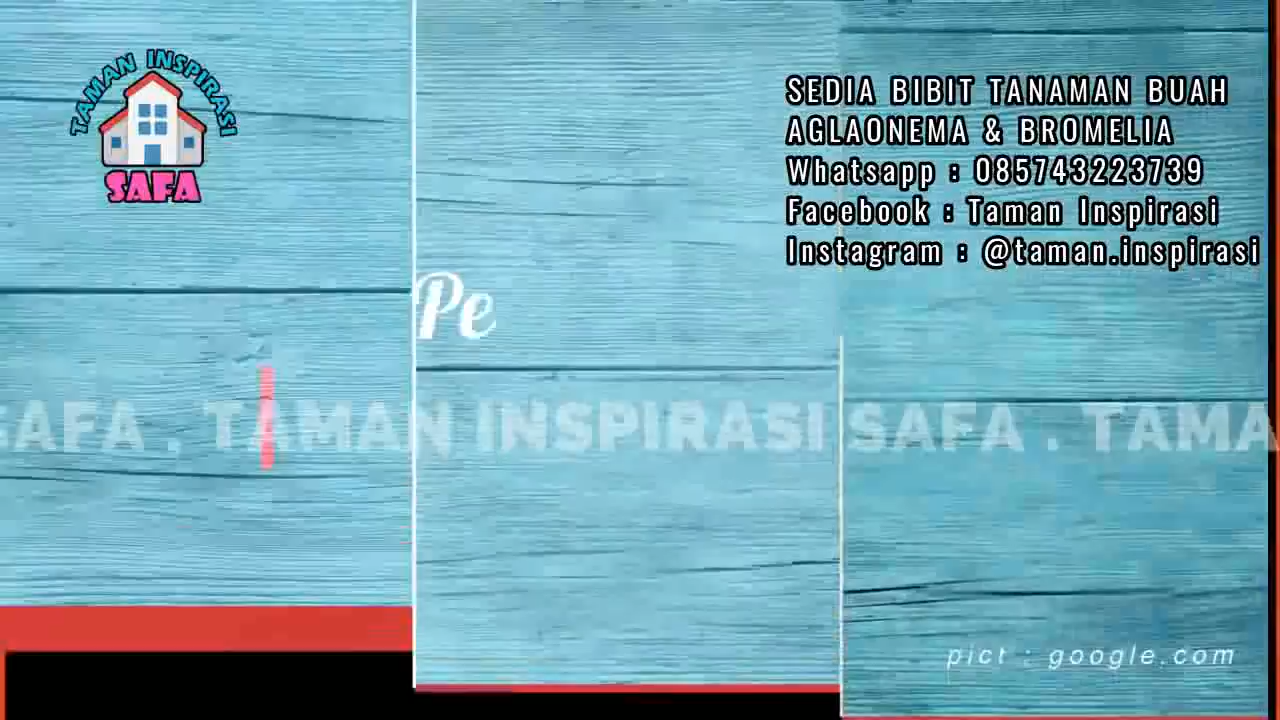 TAMAN INSPIRASI
SAFA
SEDIA BIBIT TANAMAN BUAH
AGLAONEMA & BROMELIA
Whatsapp : 085743223739
Facebook : Taman Inspirasi
Instagram : @taman.inspirasi
Pe
SAFA . TAMAN INSPIRASI SAFA . TAMA
pict : google.com